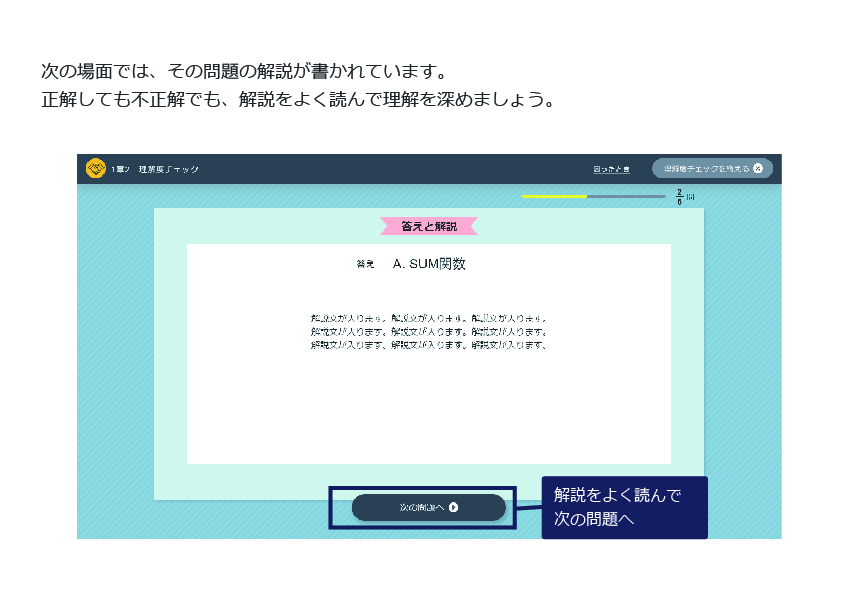 次の場面では、その問題の解説が書かれています。
正解しても不正解でも、解説をよく読んで理解を深めましょう。
1章2 理解度チェック
困ったとき
理解度チェックを終える
2/6 問
答えと解説
答え A. SUM関数
解説文が入ります。解説文が入ります。解説文が入ります。
解説文が入ります。解説文が入ります。解説文が入ります。
解説文が入ります。解説文が入ります。解説文が入ります。
次の問題へ
解説をよく読んで
次の問題へ